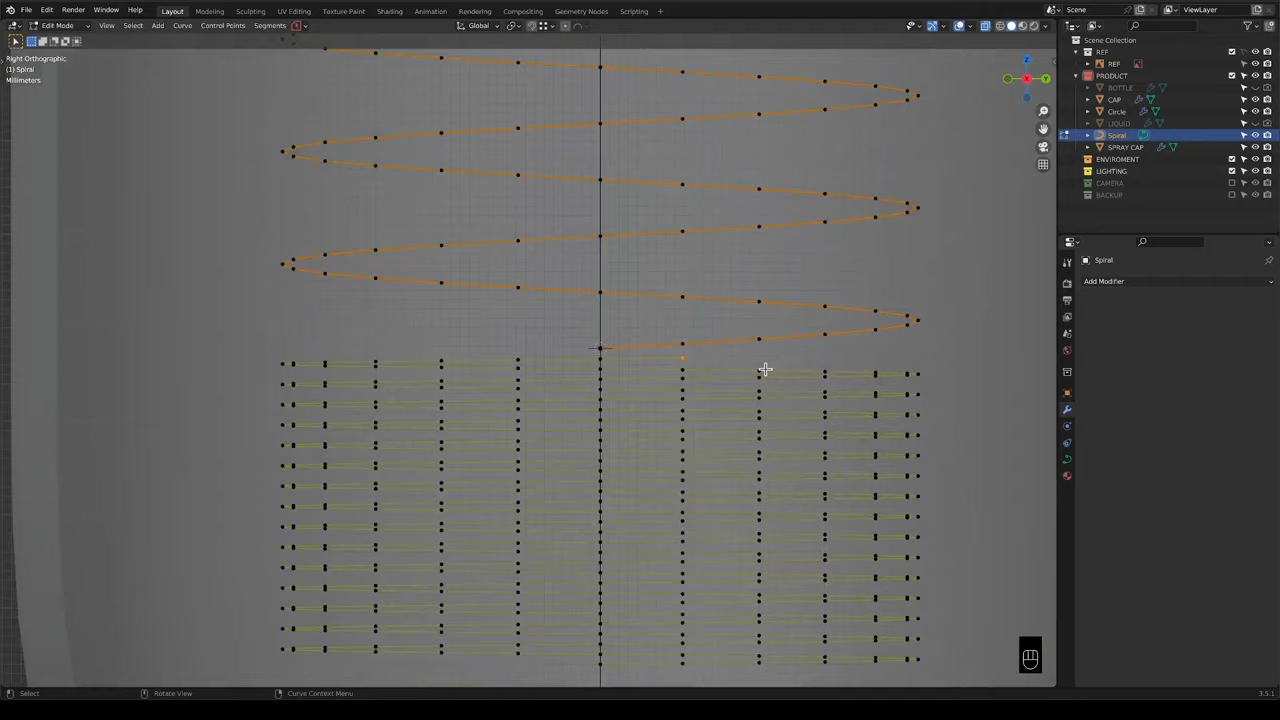 File Edit Render Window Help Layout Modeling Sculpting UV Editing Texture Paint Shading Animation Rendering Compositing Geometry Nodes Scripting Scene ViewLayer
Edit Mode View Select Add Curve Control Points Segments Global
Right Orthographic
(1) Spiral
Millimeters
Scene Collection
REF
REF
PRODUCT
BOTTLE
CAP
Circle
LIQUID
Spiral
SPRAY CAP
ENVIROMENT
LIGHTING
CAMERA
BACKUP
Spiral
Add Modifier
Z
X
Y
Select Rotate View Curve Context Menu 3.5.1